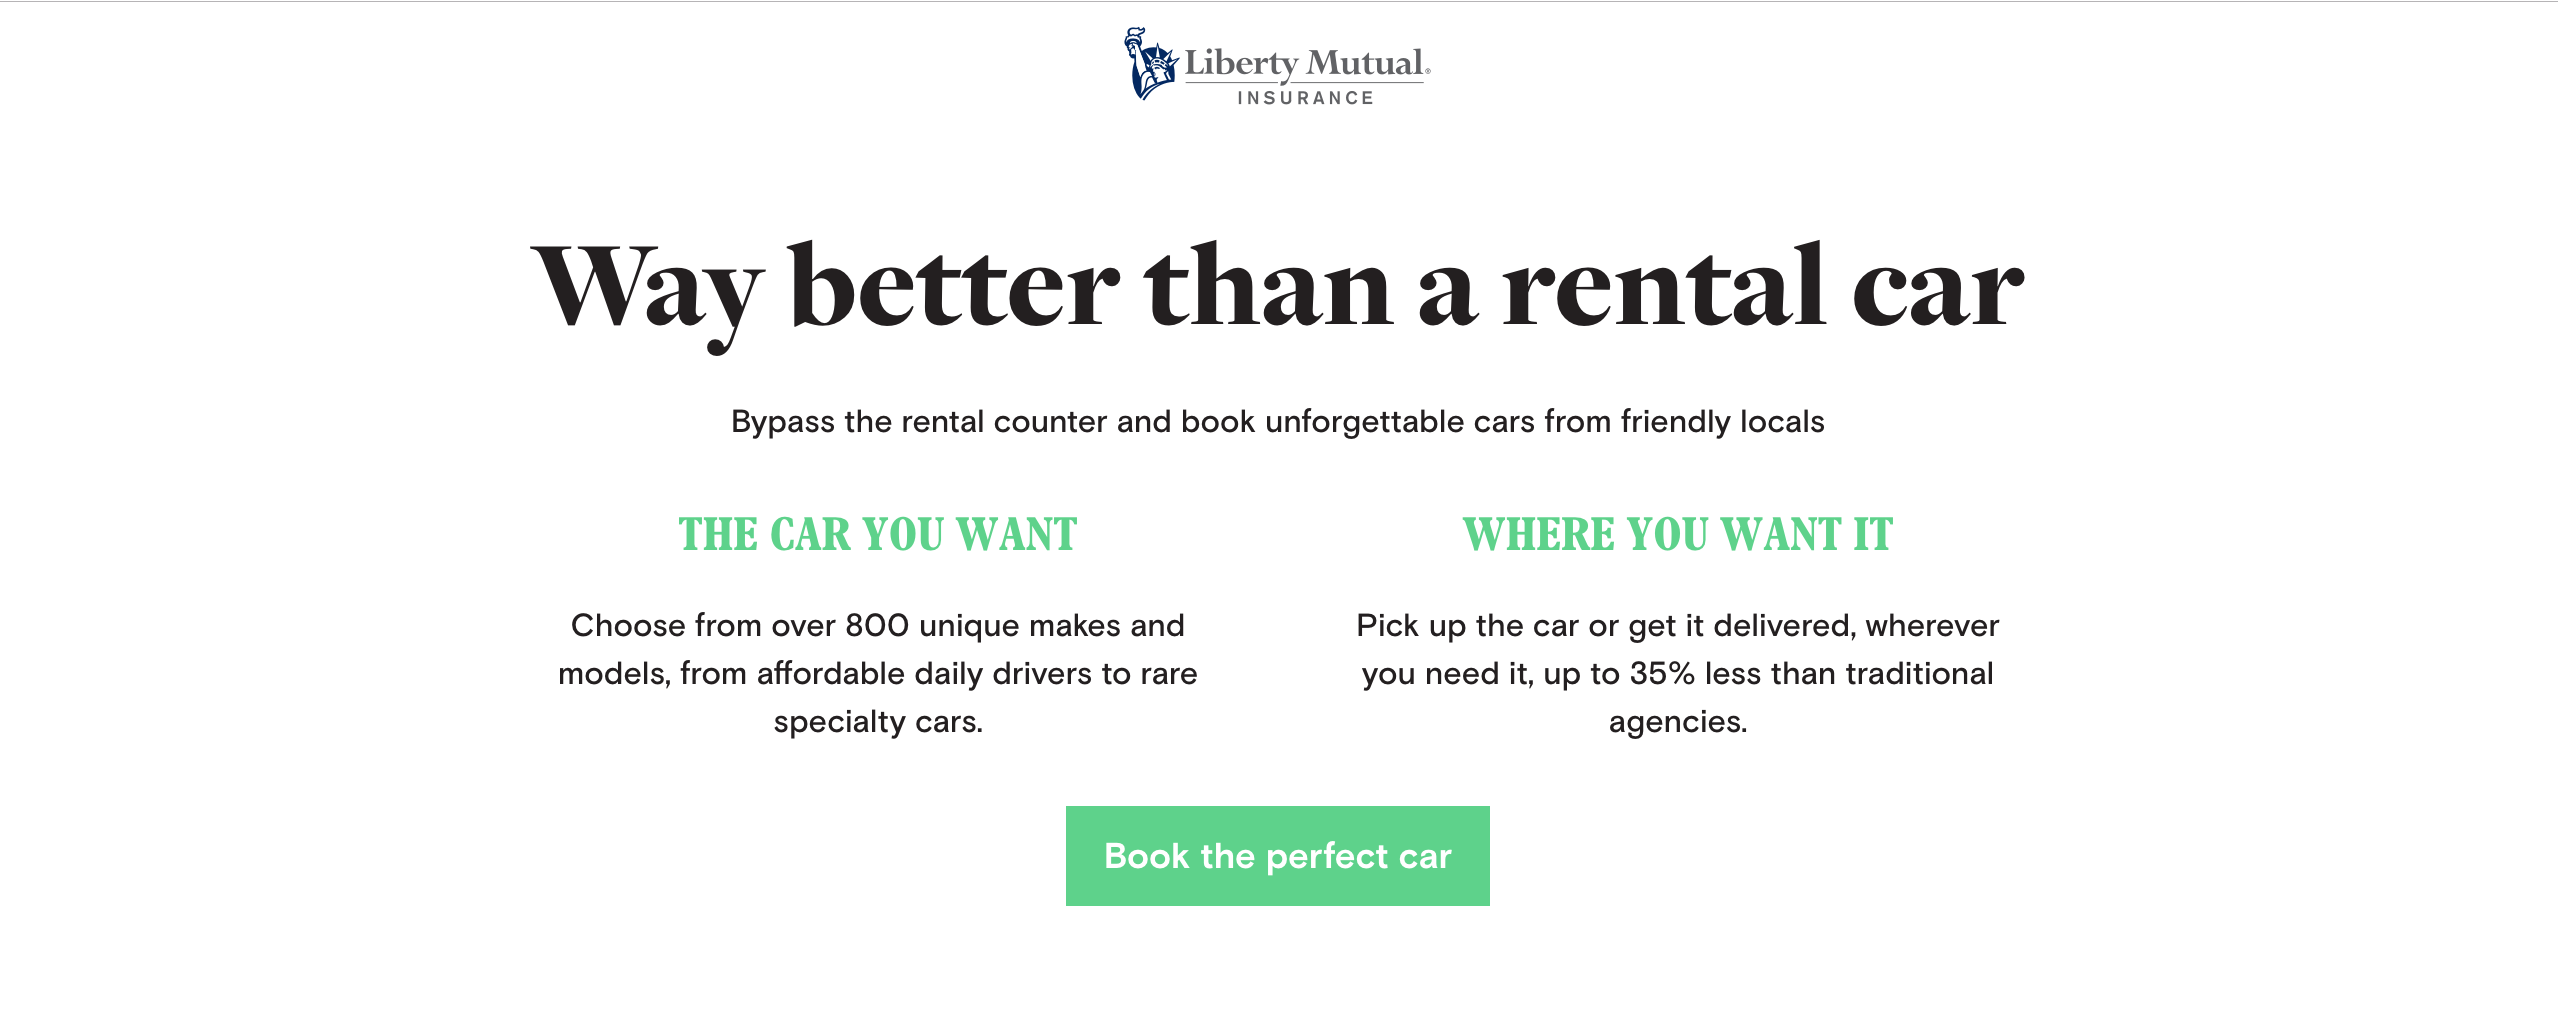 Liberty Mutual®
INSURANCE
Way better than a rental car
Bypass the rental counter and book unforgettable cars from friendly locals
THE CAR YOU WANT
Choose from over 800 unique makes and
models, from affordable daily drivers to rare
specialty cars.
WHERE YOU WANT IT
Pick up the car or get it delivered, wherever
you need it, up to 35% less than traditional
agencies.
Book the perfect car